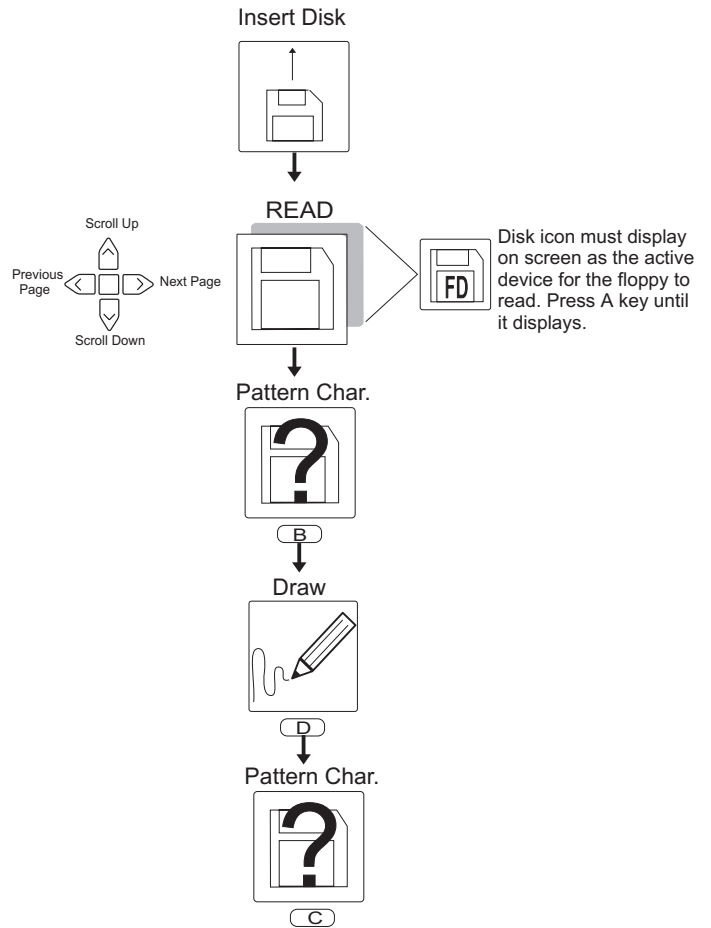 Insert Disk
READ
Scroll Up
Previous
Page
Next Page
Scroll Down
FD
Disk icon must display
on screen as the active
device for the floppy to
read. Press A key until
it displays.
Pattern Char.
?
B
Draw
D
Pattern Char.
?
C